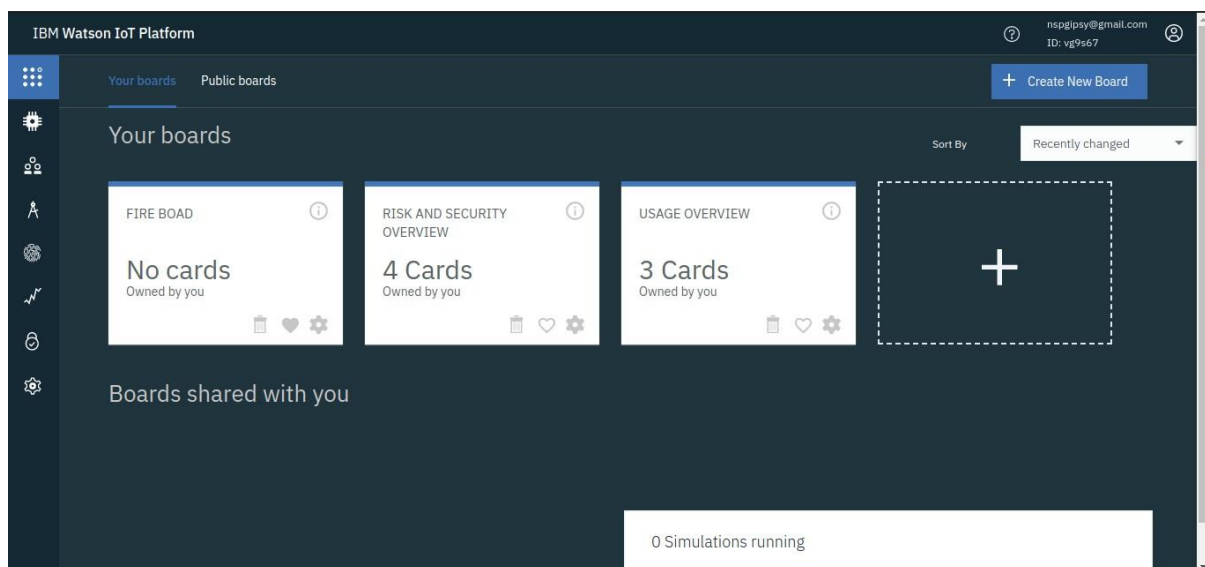 IBM Watson IoT Platform
nspgipsy@gmail.com
ID: vg9s67
Your boards Public boards
+ Create New Board
Your boards
Sort By Recently changed
FIRE BOAD
No cards
Owned by you
RISK AND SECURITY
OVERVIEW
4 Cards
Owned by you
USAGE OVERVIEW
3 Cards
Owned by you
Boards shared with you
0 Simulations running